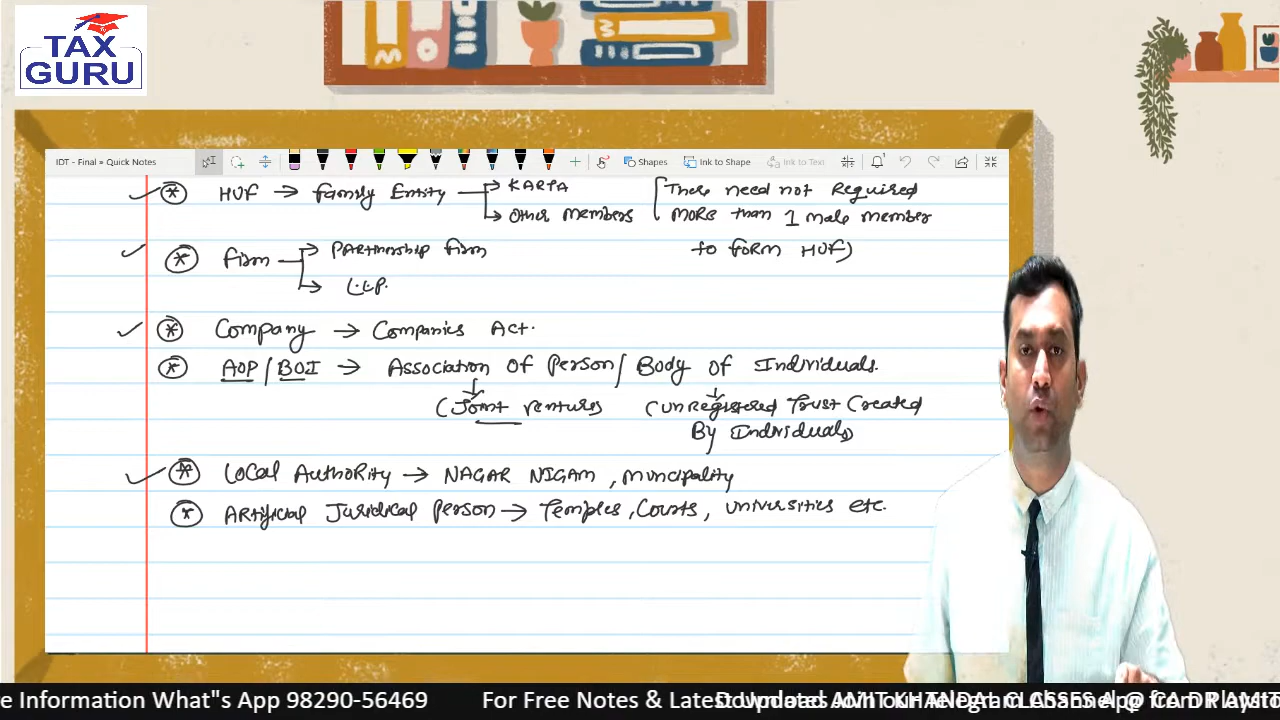 TAX
GURU
IDT - Final » Quick Notes
Shapes
Ink to Shape
Ink to Text
HUF → Family Entity → KARTA
→ Other Members
(There need not Required
MORE than 1 male member
to form HUF)
Firm → Partnership Firm
→ LLP.
Company → Companies Act.
AOP / BOI → Association of Person / Body of Individuals.
(Joint ventures
(unregistered Trust Created
By Individuals)
Local Authority → NAGAR NIGAM, municipality
Artificial Juridical Person → Temples, Courts, universities etc.
e Information What"s App 98290-56469
For Free Notes & Latest